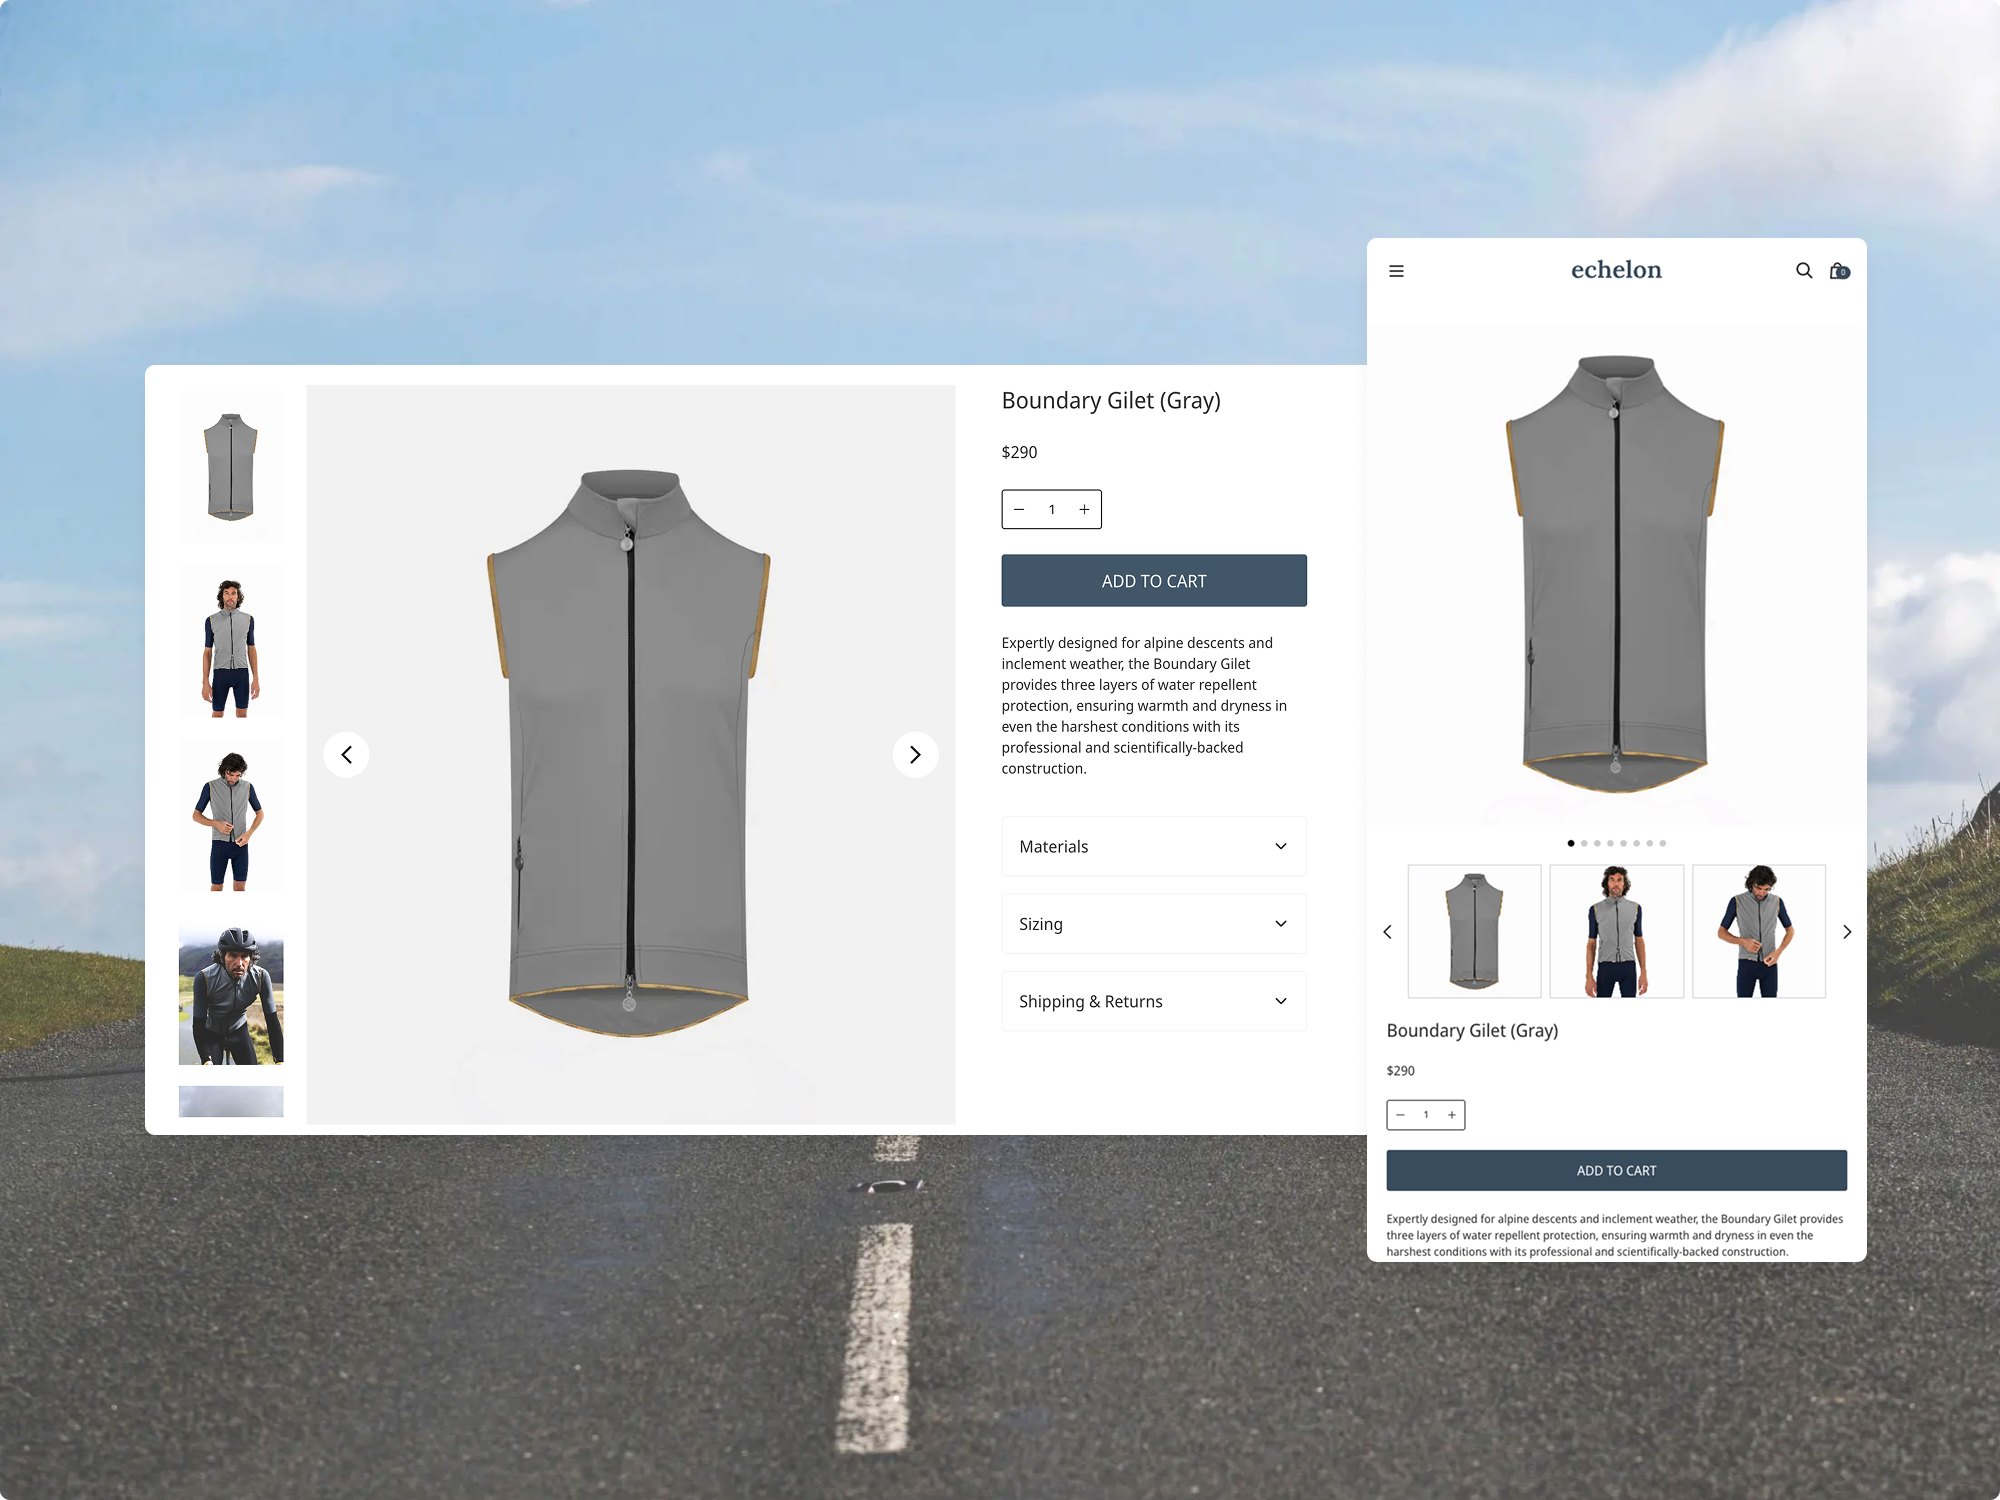 Boundary Gilet (Gray)
$290
1
ADD TO CART
Expertly designed for alpine descents and
inclement weather, the Boundary Gilet
provides three layers of water repellent
protection, ensuring warmth and dryness in
even the harshest conditions with its
professional and scientifically-backed
construction.
Materials
Sizing
Shipping & Returns
echelon
0
Boundary Gilet (Gray)
$290
1
ADD TO CART
Expertly designed for alpine descents and inclement weather, the Boundary Gilet provides
three layers of water repellent protection, ensuring warmth and dryness in even the
harshest conditions with its professional and scientifically-backed construction.